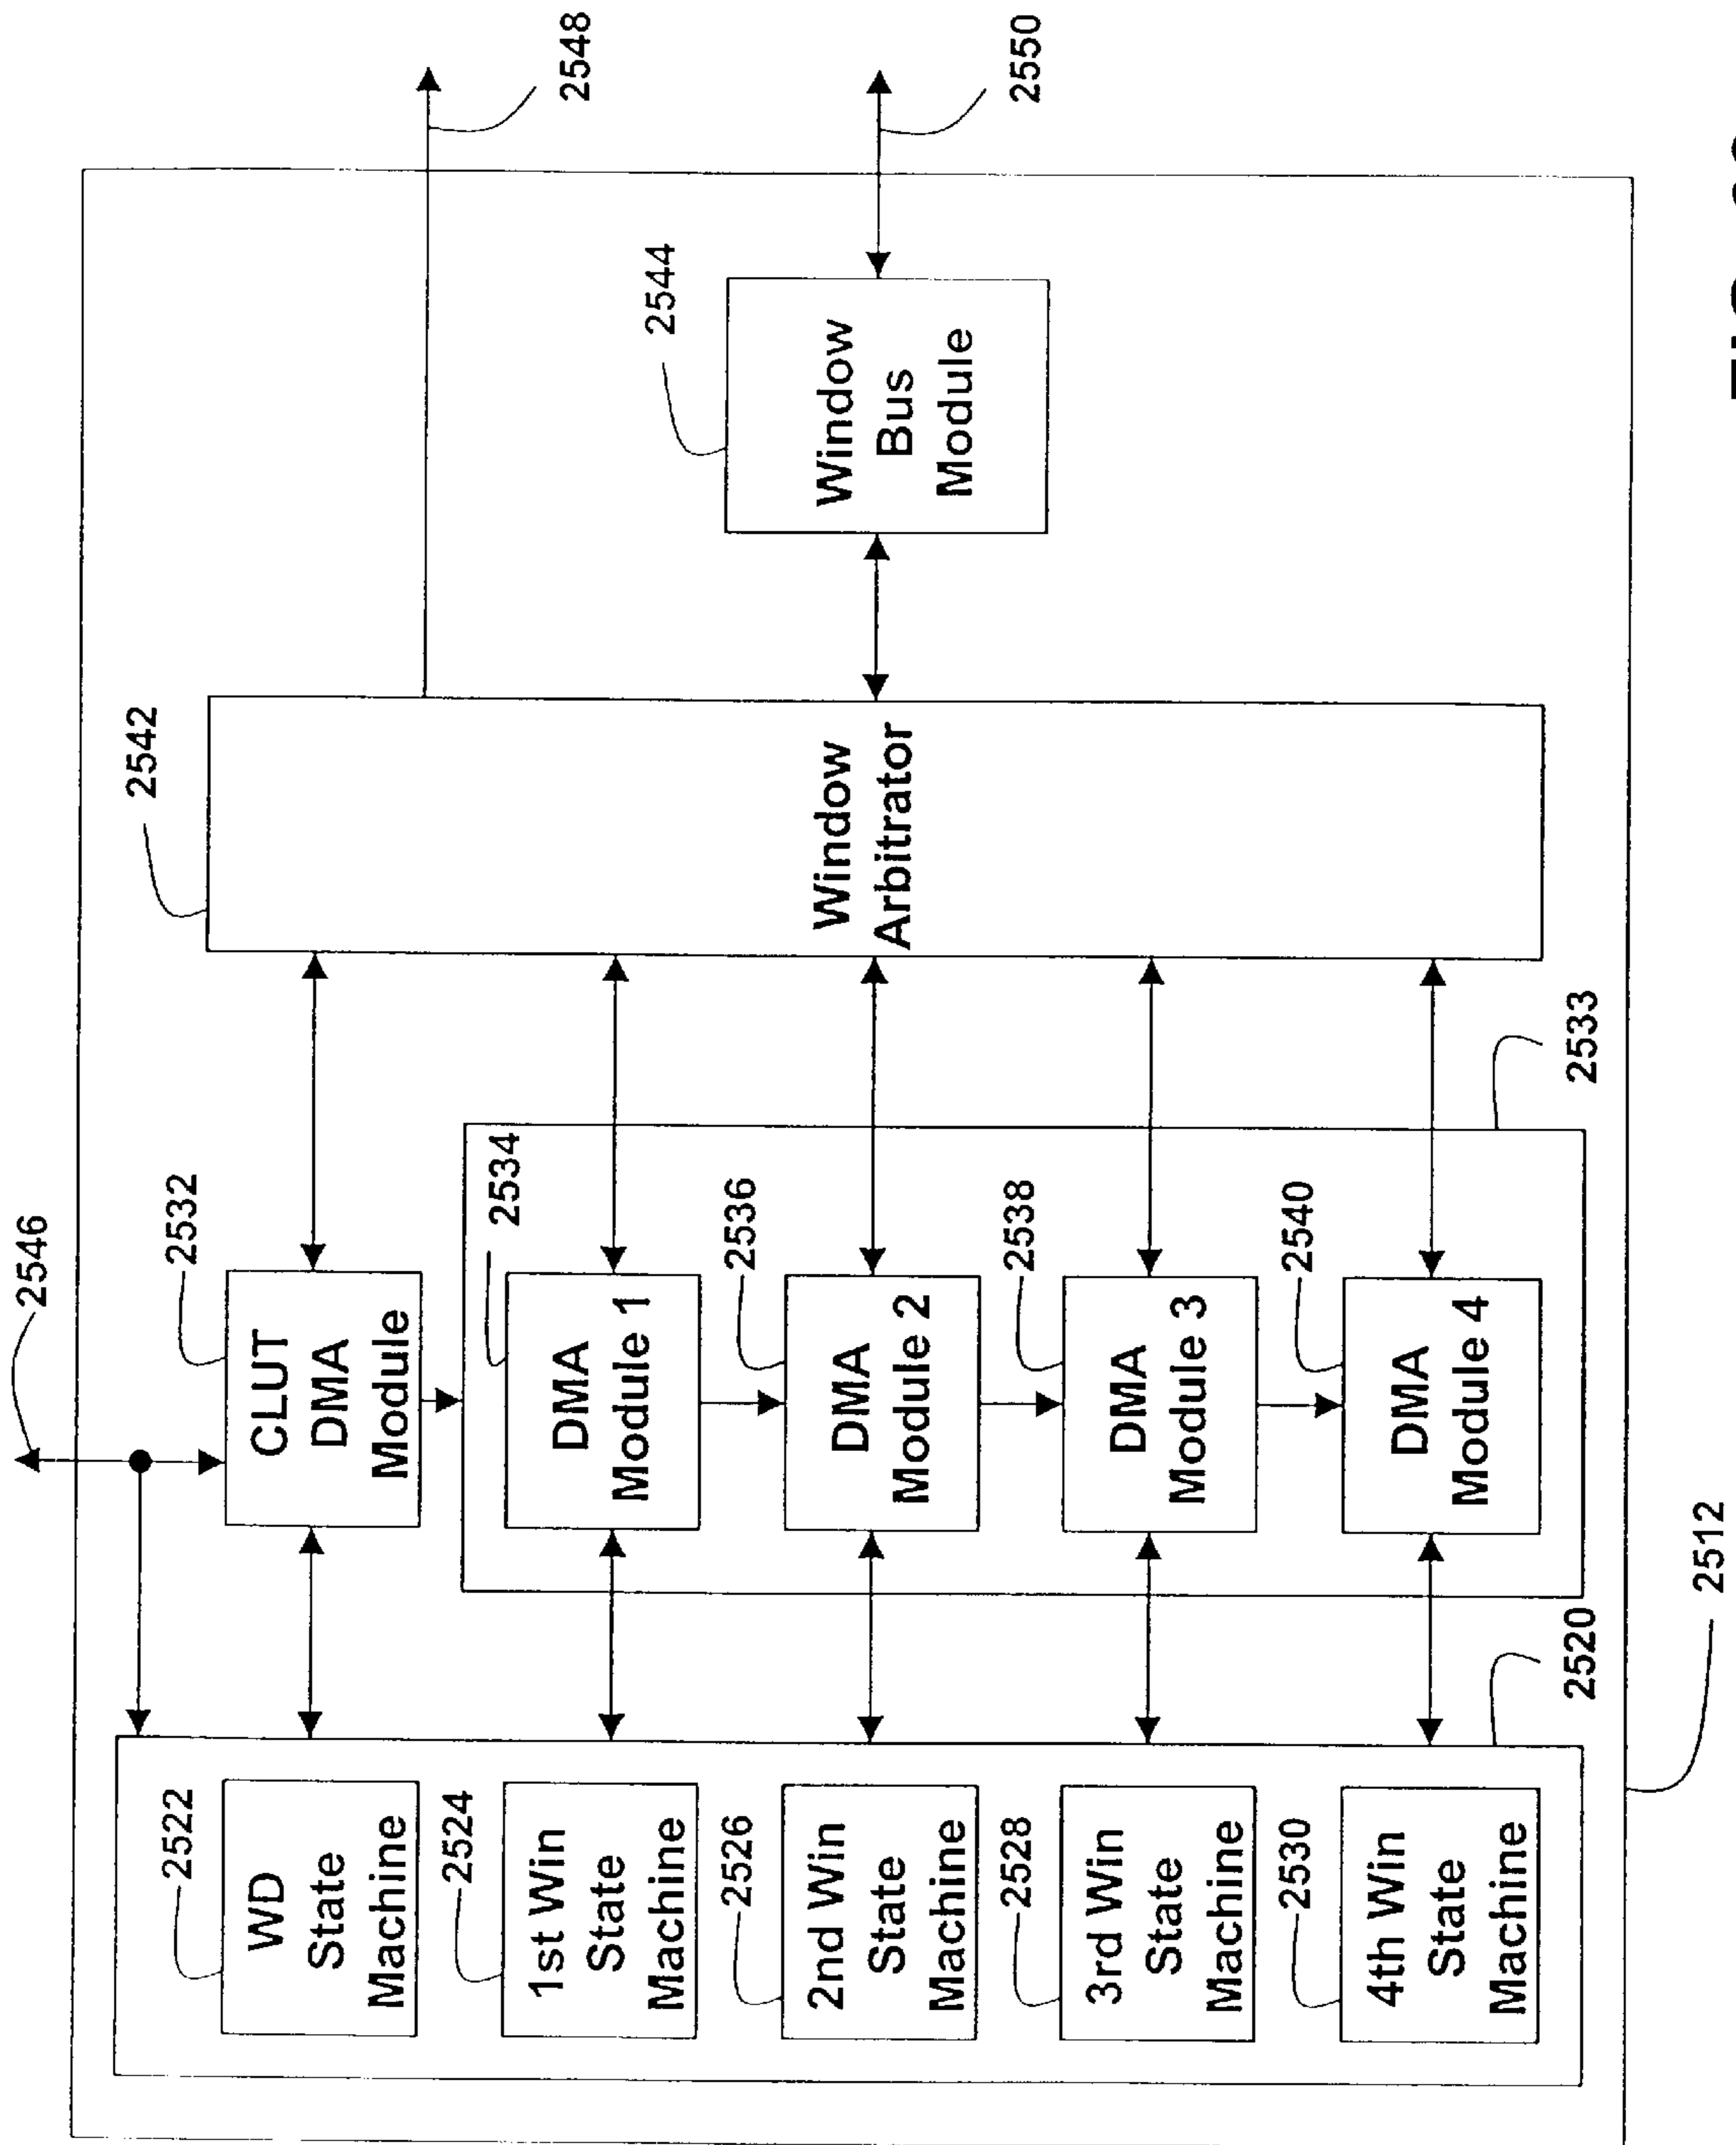 2546
2548
2550
2532
2542
2544
CLUT
DMA
Module
2534
DMA
Module 1
2536
DMA
Module 2
2538
DMA
Module 3
2540
DMA
Module 4
2533
Window
Arbitrator
Window
Bus
Module
2522
WD
State
Machine
2524
1st Win
State
Machine
2526
2nd Win
State
Machine
2528
3rd Win
State
Machine
2530
4th Win
State
Machine
2520
2512